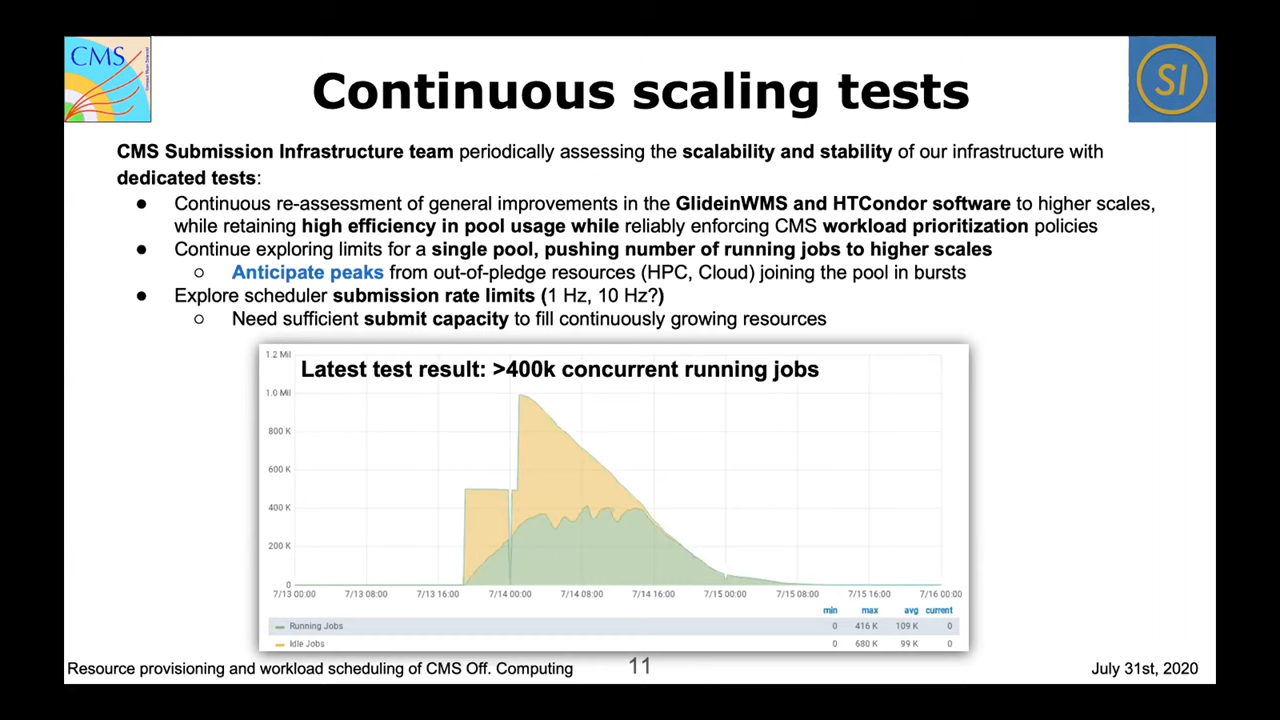 CMS
SI
Continuous scaling tests
CMS Submission Infrastructure team periodically assessing the scalability and stability of our infrastructure with
dedicated tests:
● Continuous re-assessment of general improvements in the GlideinWMS and HTCondor software to higher scales,
while retaining high efficiency in pool usage while reliably enforcing CMS workload prioritization policies
● Continue exploring limits for a single pool, pushing number of running jobs to higher scales
○ Anticipate peaks from out-of-pledge resources (HPC, Cloud) joining the pool in bursts
● Explore scheduler submission rate limits (1 Hz, 10 Hz?)
○ Need sufficient submit capacity to fill continuously growing resources
Latest test result: >400k concurrent running jobs
1.2 Mil
1.0 Mil
800 K
600 K
400 K
200 K
0
7/13 00:00 7/13 08:00 7/13 16:00 7/14 00:00 7/14 08:00 7/14 16:00 7/15 00:00 7/15 08:00 7/15 16:00 7/16 00:00
min max avg current
Running Jobs 0 416 K 109 K 0
Idle Jobs 0 680 K 99 K 0
Resource provisioning and workload scheduling of CMS Off. Computing 11 July 31st, 2020